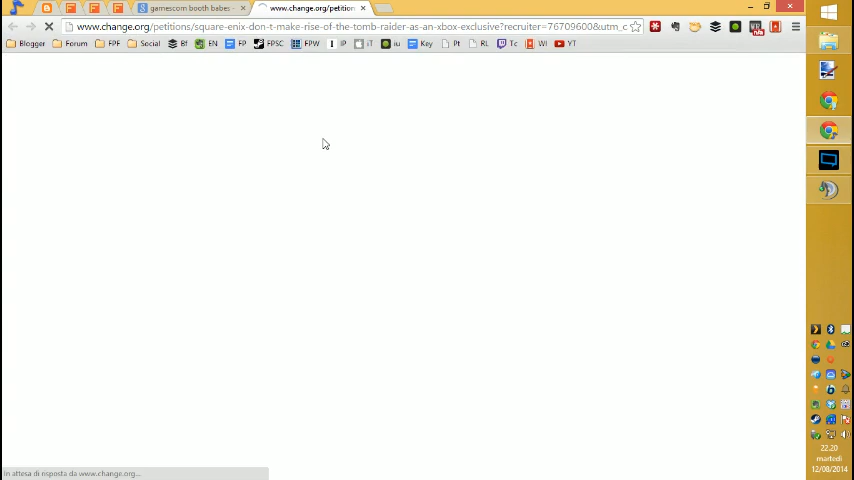 gamescom booth babes -
www.change.org/petition
www.change.org/petitions/square-enix-don-t-make-rise-of-the-tomb-raider-as-an-xbox-exclusive?recruiter=76709600&utm_c
Blogger Forum FPF Social Bf EN FP FPSC FPW IP iT iu Key Pt RL Tc WI YT
n/a
in attesa di risposta da www.change.org...
22.20
martedì
12/08/2014